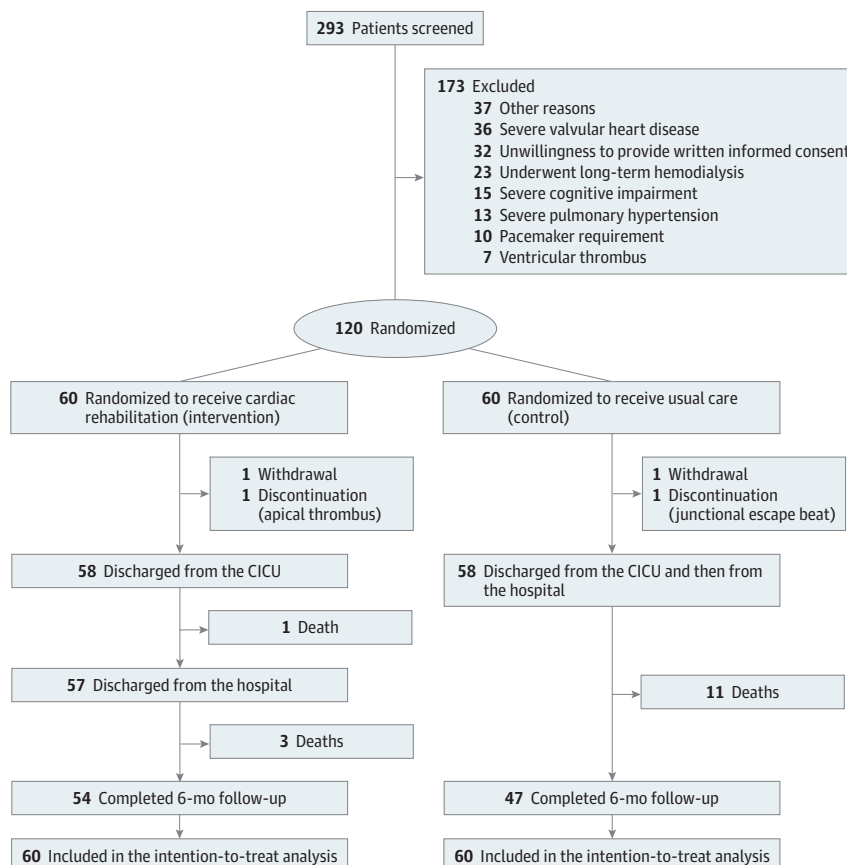 293 Patients screened
173 Excluded
37 Other reasons
36 Severe valvular heart disease
32 Unwillingness to provide written informed consent
23 Underwent long-term hemodialysis
15 Severe cognitive impairment
13 Severe pulmonary hypertension
10 Pacemaker requirement
7 Ventricular thrombus
120 Randomized
60 Randomized to receive cardiac
rehabilitation (intervention)
60 Randomized to receive usual care
(control)
1 Withdrawal
1 Discontinuation
(apical thrombus)
1 Withdrawal
1 Discontinuation
(junctional escape beat)
58 Discharged from the CICU
58 Discharged from the CICU and then from
the hospital
1 Death
57 Discharged from the hospital
11 Deaths
3 Deaths
54 Completed 6-mo follow-up
47 Completed 6-mo follow-up
60 Included in the intention-to-treat analysis
60 Included in the intention-to-treat analysis